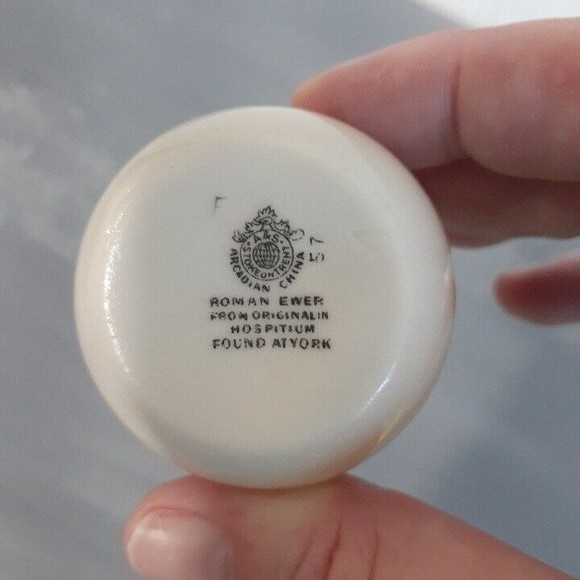 A & S
STOKE ON TRENT
ARCADIAN CHINA
57
ROMAN EWER
FROM ORIGINAL IN
HOSPITIUM
FOUND AT YORK